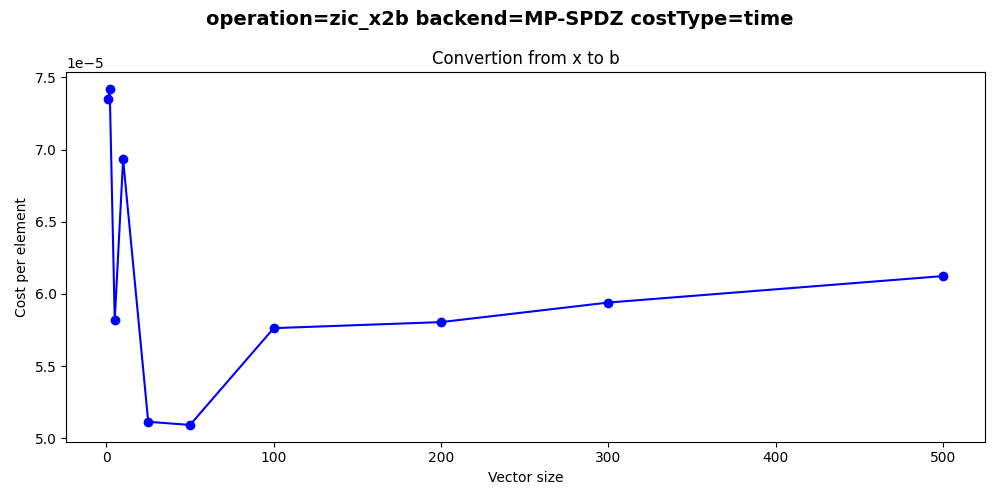 operation=zic_x2b backend=MP-SPDZ costType=time
Convertion from x to b
1e−5
7.5
7.0
6.5
6.0
5.5
5.0
Cost per element
0 100 200 300 400 500
Vector size